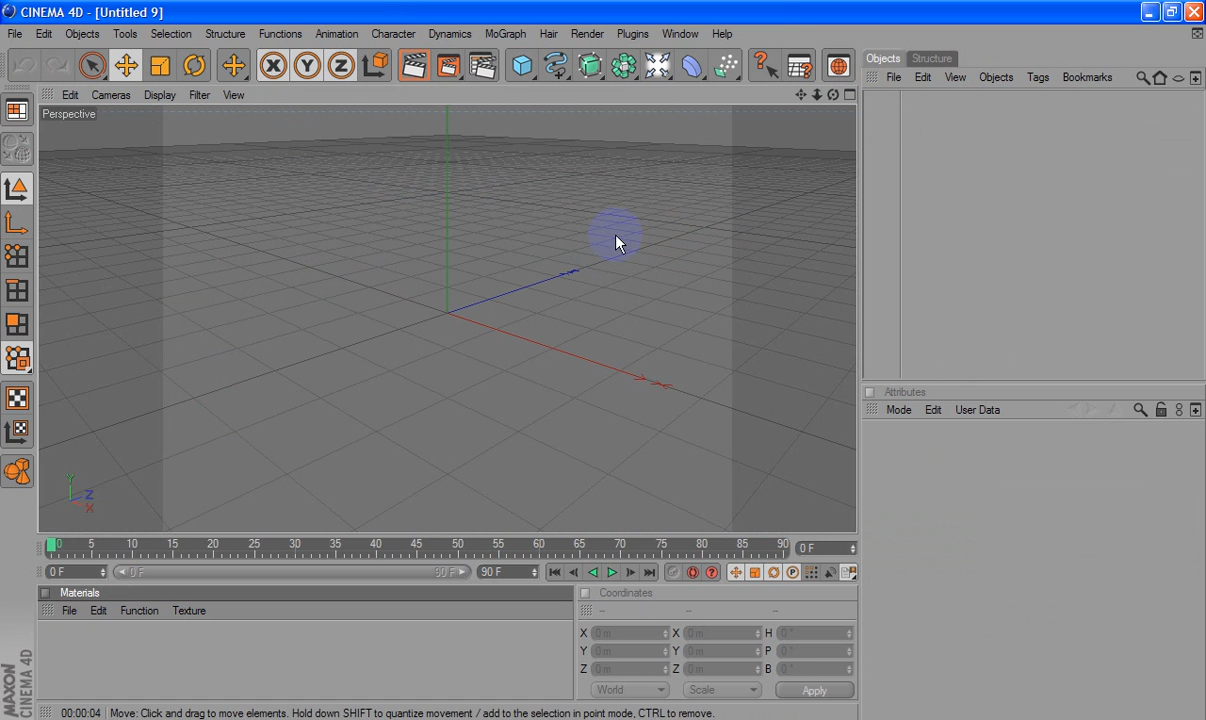 CINEMA 4D - [Untitled 9]
File Edit Objects Tools Selection Structure Functions Animation Character Dynamics MoGraph Hair Render Plugins Window Help
X Y Z
Objects Structure
File Edit View Objects Tags Bookmarks
Edit Cameras Display Filter View
Perspective
Y
Z
X
Attributes
Mode Edit User Data
0 5 10 15 20 25 30 35 40 45 50 55 60 65 70 75 80 85 90 0 F
0 F 0 F 90 F 90 F P
Materials
File Edit Function Texture
Coordinates
-- -- --
X 0 m X 0 m H 0 °
Y 0 m Y 0 m P 0 °
Z 0 m Z 0 m B 0 °
World Scale Apply
MAXON
CINEMA 4D
00:00:04 Move: Click and drag to move elements. Hold down SHIFT to quantize movement / add to the selection in point mode, CTRL to remove.